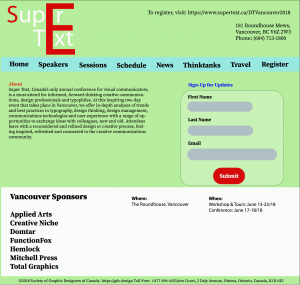 Super
Text
To register, visit: https://www.supertext.ca/DTVancouver2018
181 Roundhouse Mews,
Vancouver, BC V6Z 2W3
Phone: (604) 713-1800
Home Speakers Sessions Schedule News Thinktanks Travel Register
About
Super Text, Canada's only annual conference for visual communicators,
is a must-attend for informed, forward-thinking creative communica-
tions, design professionals and typophiles. At this inspiring two-day
event that takes place in Vancouver, we offer in-depth analyses of trends
and best practices in typography, design thinking, design management,
communications technologies and user experience with a range of op-
portunities to exchange ideas with colleagues, new and old. Attendees
leave with a reconsidered and refined design or creative process, feel-
ing inspired, refreshed and connected to the creative communications
community.
Sign-Up for Updates
First Name
Last Name
Email
Submit
Vancouver Sponsors
Applied Arts
Creative Niche
Domtar
FunctionFox
Hemlock
Mitchell Press
Total Graphics
Where:
The Roundhouse, Vancouver
When:
Workshop & Tours: June 13-23/18
Conference: June 17-18/18
©2018 Society of Graphic Designers of Canada. https://gdc.design Toll Free: 1 877 496 4453 Arts Court, 2 Daly Avenue, Ottawa, Ontario, Canada, K1N 6E2